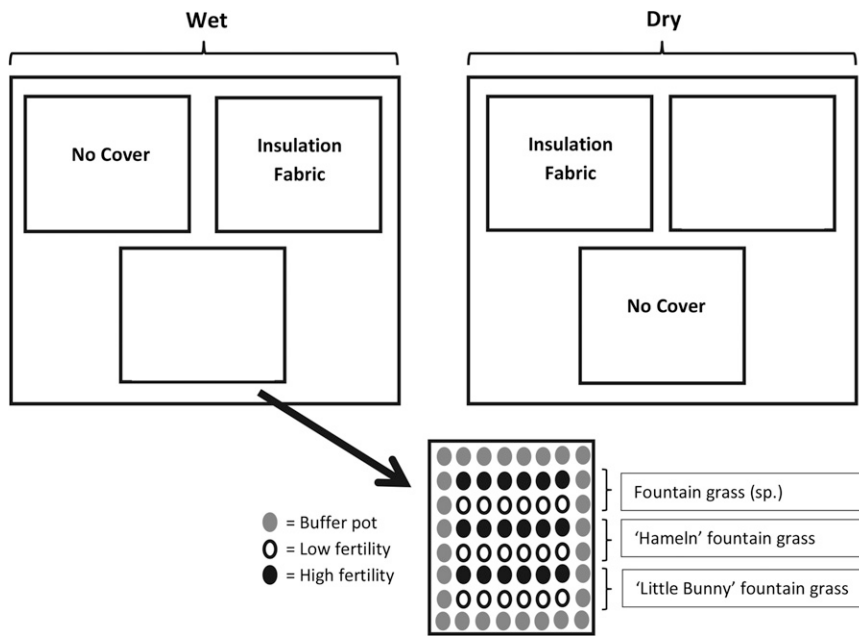 Wet
Dry
No Cover
Insulation
Fabric
Insulation
Fabric
No Cover
Fountain grass (sp.)
= Buffer pot
'Hameln' fountain grass
= Low fertility
= High fertility
'Little Bunny' fountain grass